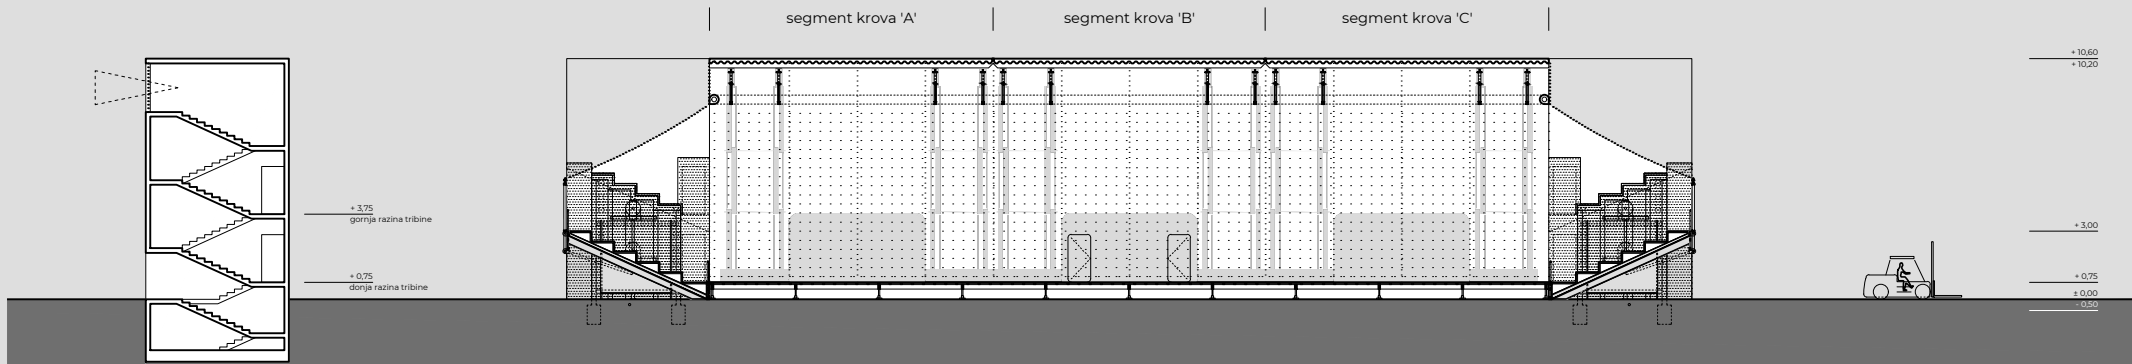 segment krova 'A'
segment krova 'B'
segment krova 'C'
+ 10,60
+ 10,20
+ 3,75
gornja razina tribine
+ 3,00
+ 0,75
donja razina tribine
+ 0,75
± 0,00
- 0,50